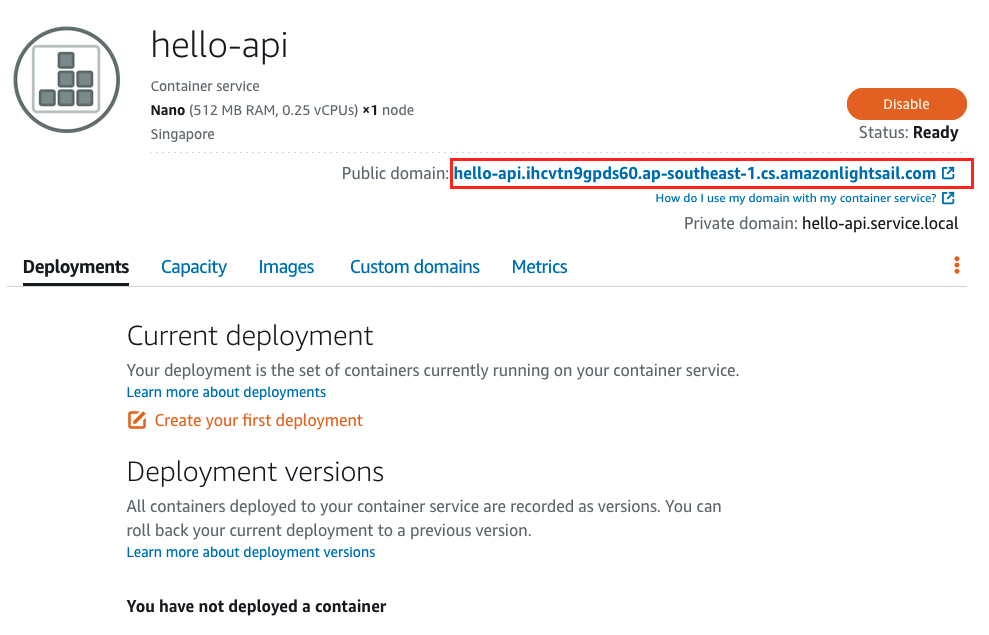 hello-api
Container service
Nano (512 MB RAM, 0.25 vCPUs) ×1 node
Singapore
Disable
Status: Ready
Public domain: hello-api.ihcvtn9gpds60.ap-southeast-1.cs.amazonlightsail.com
How do I use my domain with my container service?
Private domain: hello-api.service.local
Deployments Capacity Images Custom domains Metrics
Current deployment
Your deployment is the set of containers currently running on your container service.
Learn more about deployments
Create your first deployment
Deployment versions
All containers deployed to your container service are recorded as versions. You can
roll back your current deployment to a previous version.
Learn more about deployment versions
You have not deployed a container